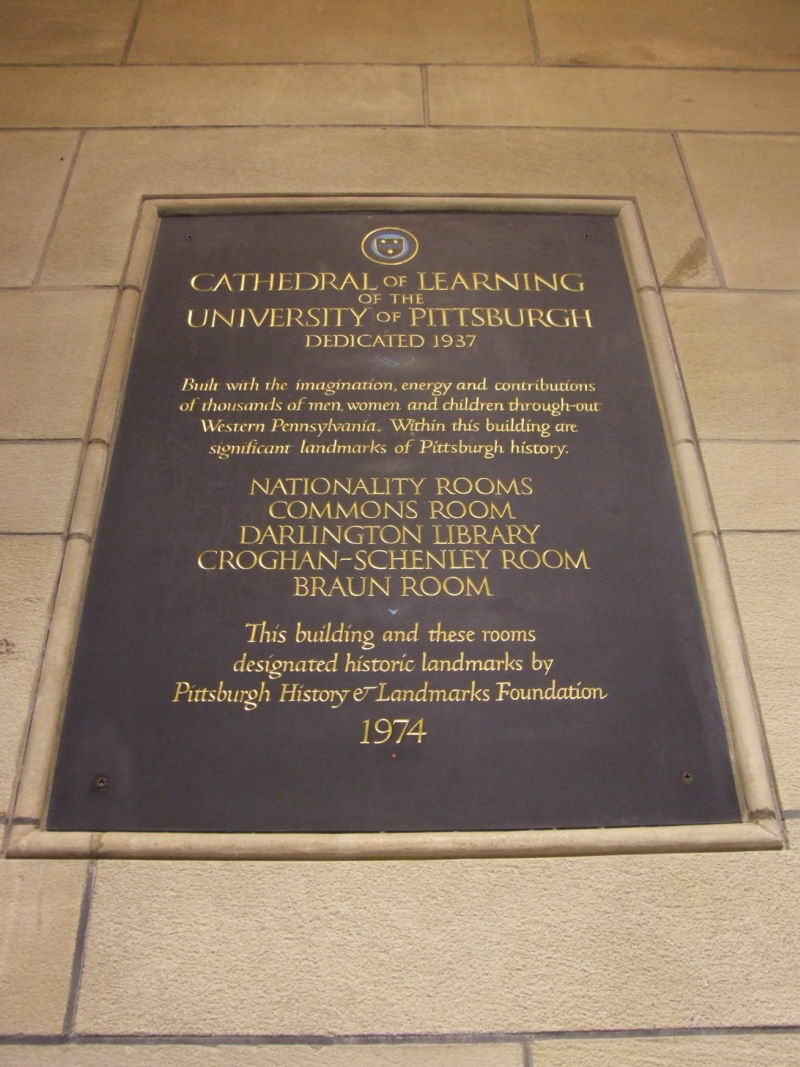 CATHEDRAL OF LEARNING
OF THE
UNIVERSITY OF PITTSBURGH
DEDICATED 1937
Built with the imagination, energy and contributions
of thousands of men, women and children through-out
Western Pennsylvania. Within this building are
significant landmarks of Pittsburgh history.
NATIONALITY ROOMS
COMMONS ROOM
DARLINGTON LIBRARY
CROGHAN-SCHENLEY ROOM
BRAUN ROOM
This building and these rooms
designated historic landmarks by
Pittsburgh History & Landmarks Foundation
1974